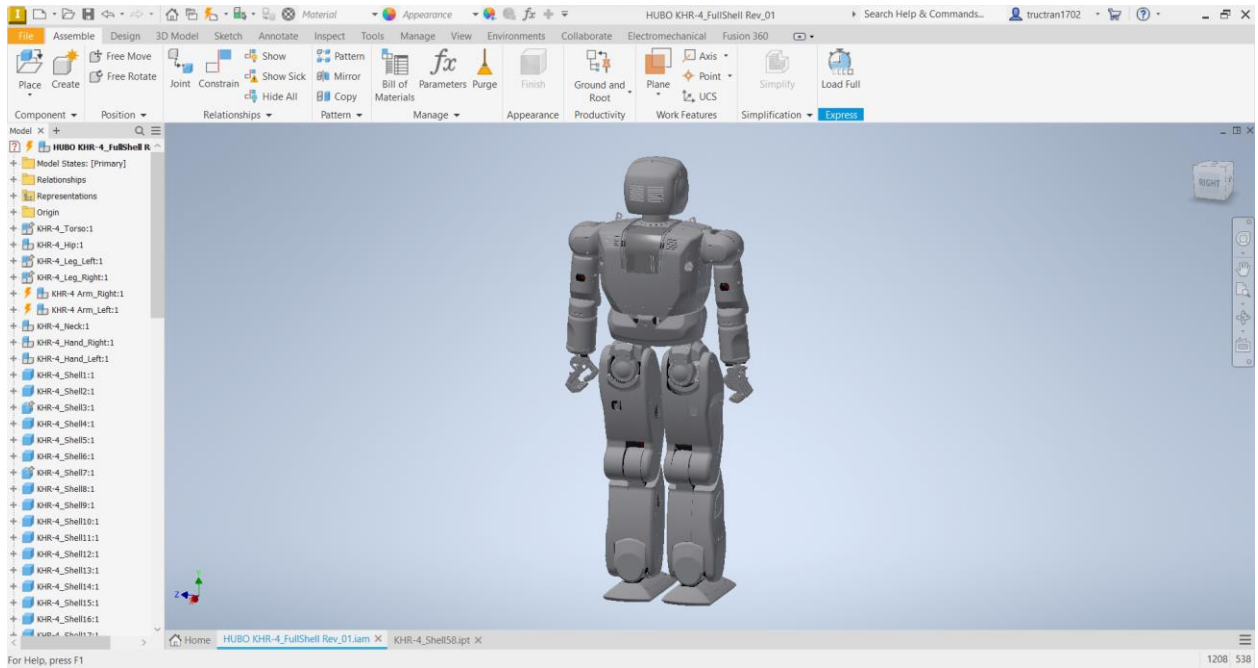 I Material Appearance fx HUBO KHR-4_FullShell Rev_01 Search Help & Commands... tructran1702
File Assemble Design 3D Model Sketch Annotate Inspect Tools Manage View Environments Collaborate Electromechanical Fusion 360
Place Create Free Move Free Rotate Joint Constrain Show Show Sick Hide All Pattern Mirror Copy Bill of Materials fx Parameters Purge Finish Ground and Root Plane Axis Point UCS Simplify Load Full
Component Position Relationships Pattern Manage Appearance Productivity Work Features Simplification Express
Model
HUBO KHR-4_FullShell R
Model States: [Primary]
Relationships
Representations
Origin
KHR-4_Torso:1
KHR-4_Hip:1
KHR-4_Leg_Left:1
KHR-4_Leg_Right:1
KHR-4 Arm_Right:1
KHR-4 Arm_Left:1
KHR-4_Neck:1
KHR-4_Hand_Right:1
KHR-4_Hand_Left:1
KHR-4_Shell1:1
KHR-4_Shell2:1
KHR-4_Shell3:1
KHR-4_Shell4:1
KHR-4_Shell5:1
KHR-4_Shell6:1
KHR-4_Shell7:1
KHR-4_Shell8:1
KHR-4_Shell9:1
KHR-4_Shell10:1
KHR-4_Shell11:1
KHR-4_Shell12:1
KHR-4_Shell13:1
KHR-4_Shell14:1
KHR-4_Shell15:1
KHR-4_Shell16:1
KHR-4_Shell17:1
RIGHT
Y
Z
Home HUBO KHR-4_FullShell Rev_01.iam KHR-4_Shell58.ipt
For Help, press F1 1208 538